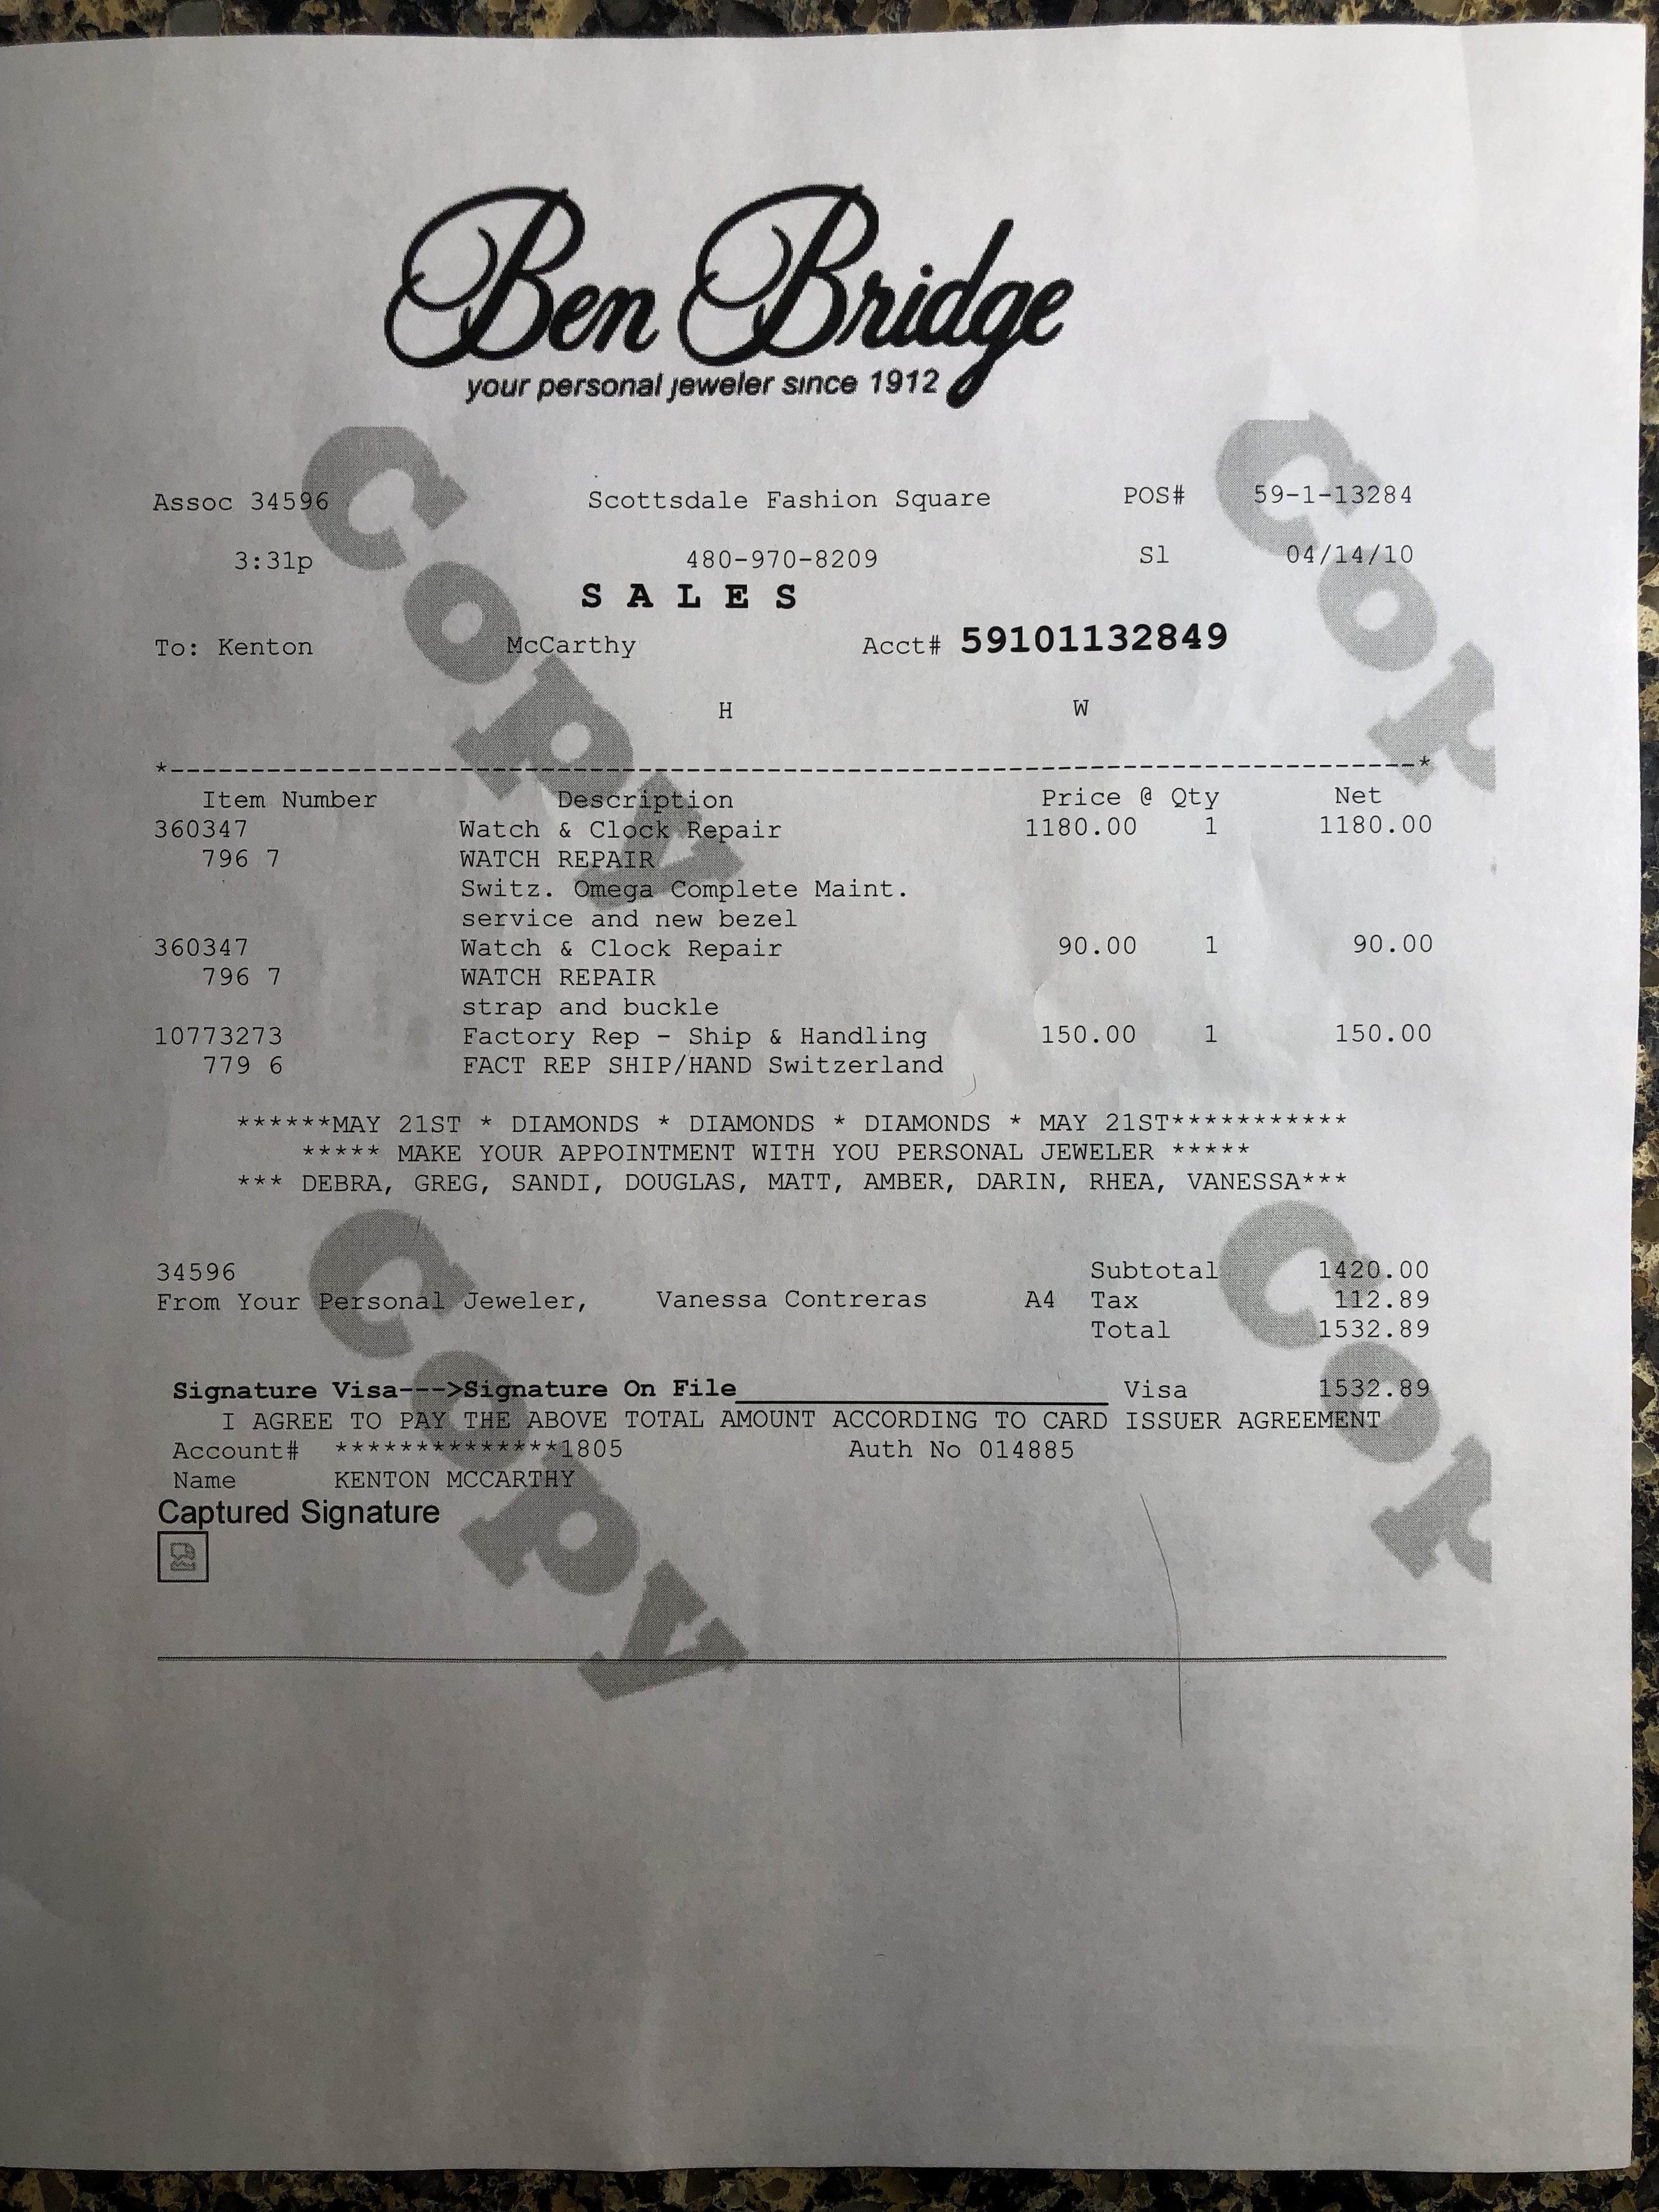 Ben Bridge
your personal jeweler since 1912
Assoc 34596 Scottsdale Fashion Square POS# 59-1-13284
3:31p 480-970-8209 Sl 04/14/10
S A L E S
To: Kenton McCarthy Acct# 59101132849
H W
*------------------------------------------------------------------------------*
Item Number Description Price @ Qty Net
360347 Watch & Clock Repair 1180.00 1 1180.00
796 7 WATCH REPAIR
Switz. Omega Complete Maint.
service and new bezel
360347 Watch & Clock Repair 90.00 1 90.00
796 7 WATCH REPAIR
strap and buckle
10773273 Factory Rep - Ship & Handling 150.00 1 150.00
779 6 FACT REP SHIP/HAND Switzerland
******MAY 21ST * DIAMONDS * DIAMONDS * DIAMONDS * MAY 21ST***********
***** MAKE YOUR APPOINTMENT WITH YOU PERSONAL JEWELER *****
*** DEBRA, GREG, SANDI, DOUGLAS, MATT, AMBER, DARIN, RHEA, VANESSA***
34596 Subtotal 1420.00
From Your Personal Jeweler, Vanessa Contreras A4 Tax 112.89
Total 1532.89
Signature Visa--->Signature On File Visa 1532.89
I AGREE TO PAY THE ABOVE TOTAL AMOUNT ACCORDING TO CARD ISSUER AGREEMENT
Account# **************1805 Auth No 014885
Name KENTON MCCARTHY
Captured Signature
Copy
Cop
Copy
Cop